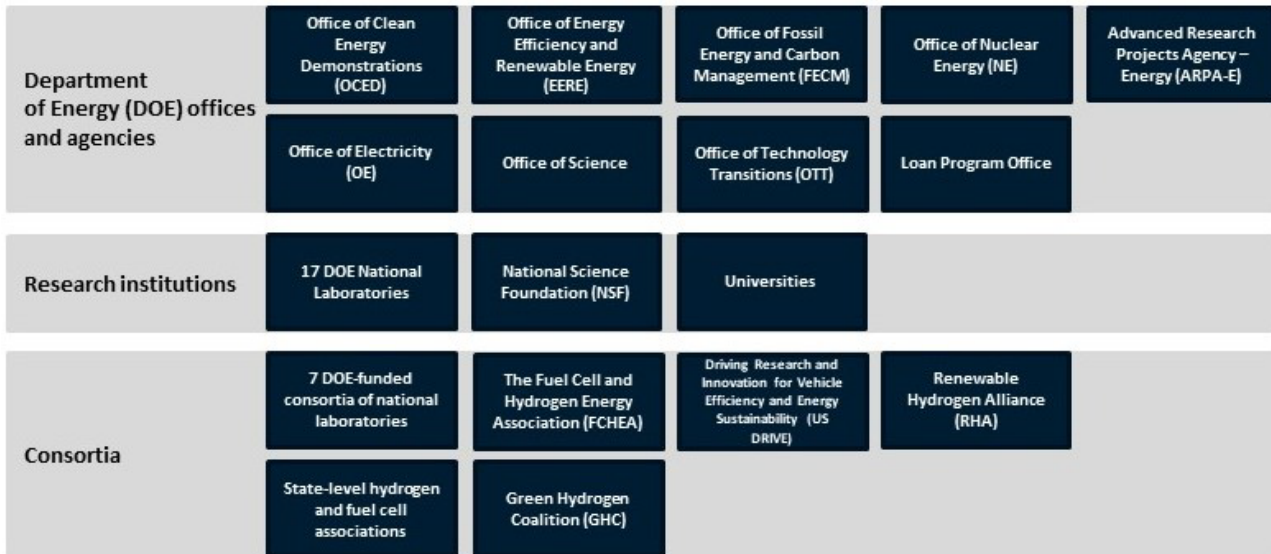 Department
of Energy (DOE) offices
and agencies
Office of Clean
Energy
Demonstrations
(OCED)
Office of Energy
Efficiency and
Renewable Energy
(EERE)
Office of Fossil
Energy and Carbon
Management (FECM)
Office of Nuclear
Energy (NE)
Advanced Research
Projects Agency –
Energy (ARPA-E)
Office of Electricity
(OE)
Office of Science
Office of Technology
Transitions (OTT)
Loan Program Office
Research institutions
17 DOE National
Laboratories
National Science
Foundation (NSF)
Universities
Consortia
7 DOE-funded
consortia of national
laboratories
The Fuel Cell and
Hydrogen Energy
Association (FCHEA)
Driving Research and
Innovation for Vehicle
Efficiency and Energy
Sustainability (US
DRIVE)
Renewable
Hydrogen Alliance
(RHA)
State-level hydrogen
and fuel cell
associations
Green Hydrogen
Coalition (GHC)